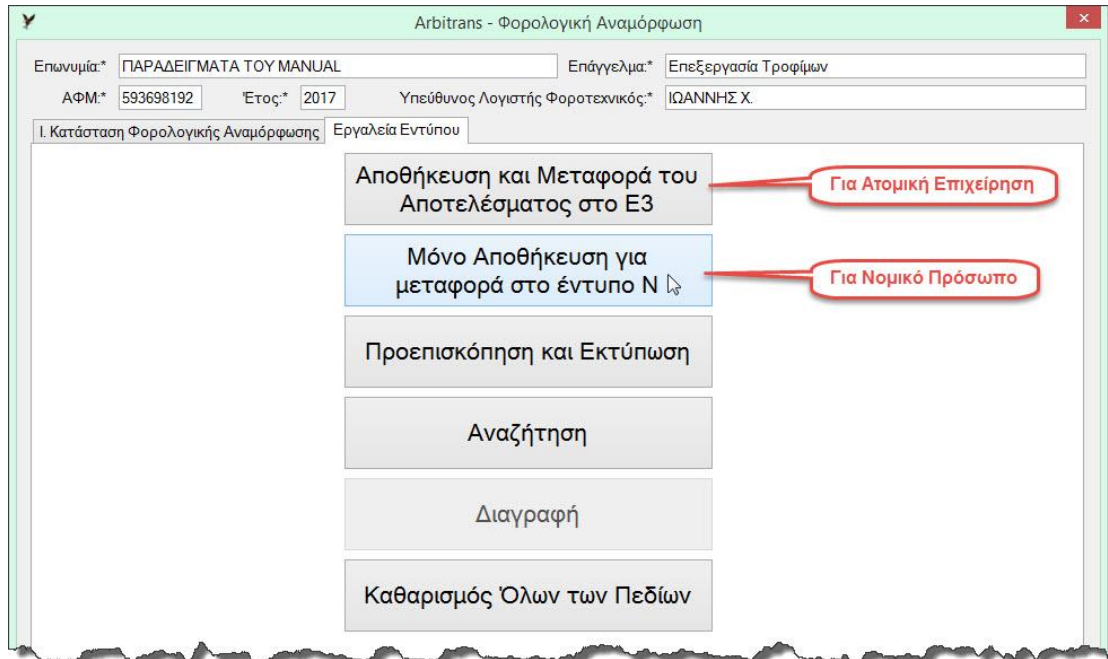 Arbitrans - Φορολογική Αναμόρφωση
Επωνυμία:* ΠΑΡΑΔΕΙΓΜΑΤΑ ΤΟΥ MANUAL Επάγγελμα:* Επεξεργασία Τροφίμων
ΑΦΜ:* 593698192 Έτος:* 2017 Υπεύθυνος Λογιστής Φοροτεχνικός:* ΙΩΑΝΝΗΣ Χ.
Ι. Κατάσταση Φορολογικής Αναμόρφωσης Εργαλεία Εντύπου
Αποθήκευση και Μεταφορά του
Αποτελέσματος στο Ε3
Για Ατομική Επιχείρηση
Μόνο Αποθήκευση για
μεταφορά στο έντυπο Ν
Για Νομικό Πρόσωπο
Προεπισκόπηση και Εκτύπωση
Αναζήτηση
Διαγραφή
Καθαρισμός Όλων των Πεδίων